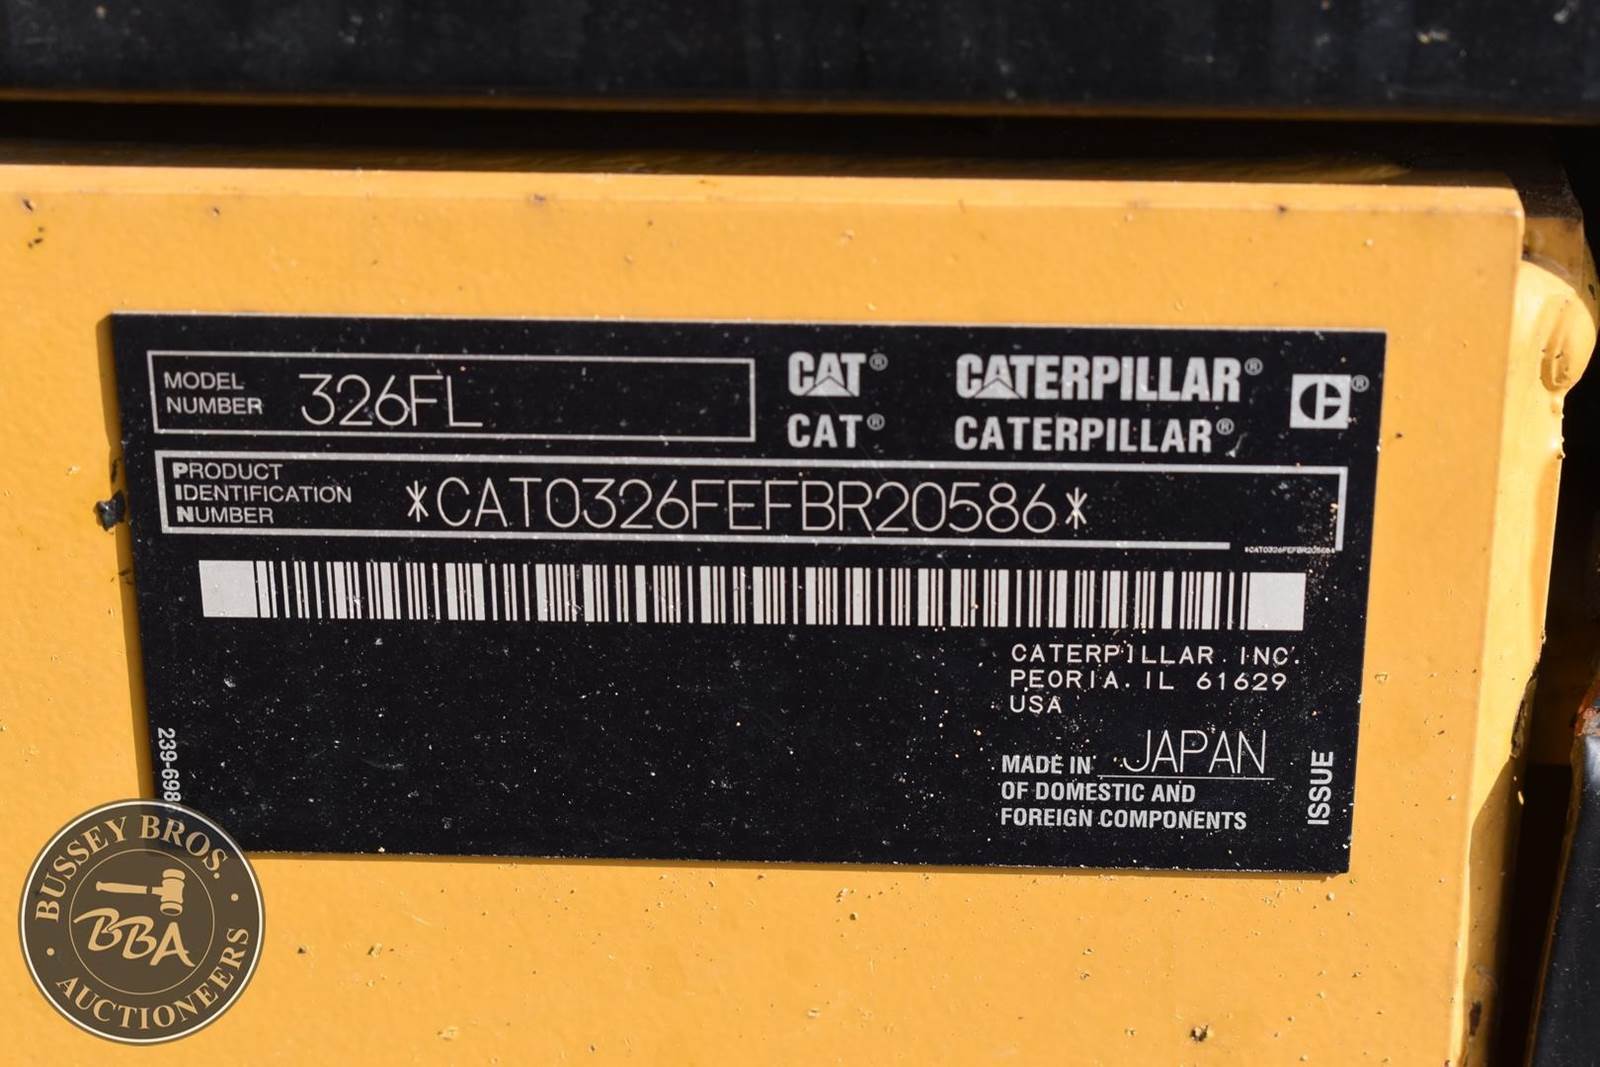 MODEL NUMBER 326FL
CAT® CATERPILLAR®
CAT® CATERPILLAR®
PRODUCT IDENTIFICATION NUMBER *CAT0326FEFBR20586*
*CAT0326FEFBR20586*
CATERPILLAR INC.
PEORIA. IL 61629
USA
MADE IN JAPAN
OF DOMESTIC AND
FOREIGN COMPONENTS
ISSUE
BUSSEY BROS.
BBA
AUCTIONEERS